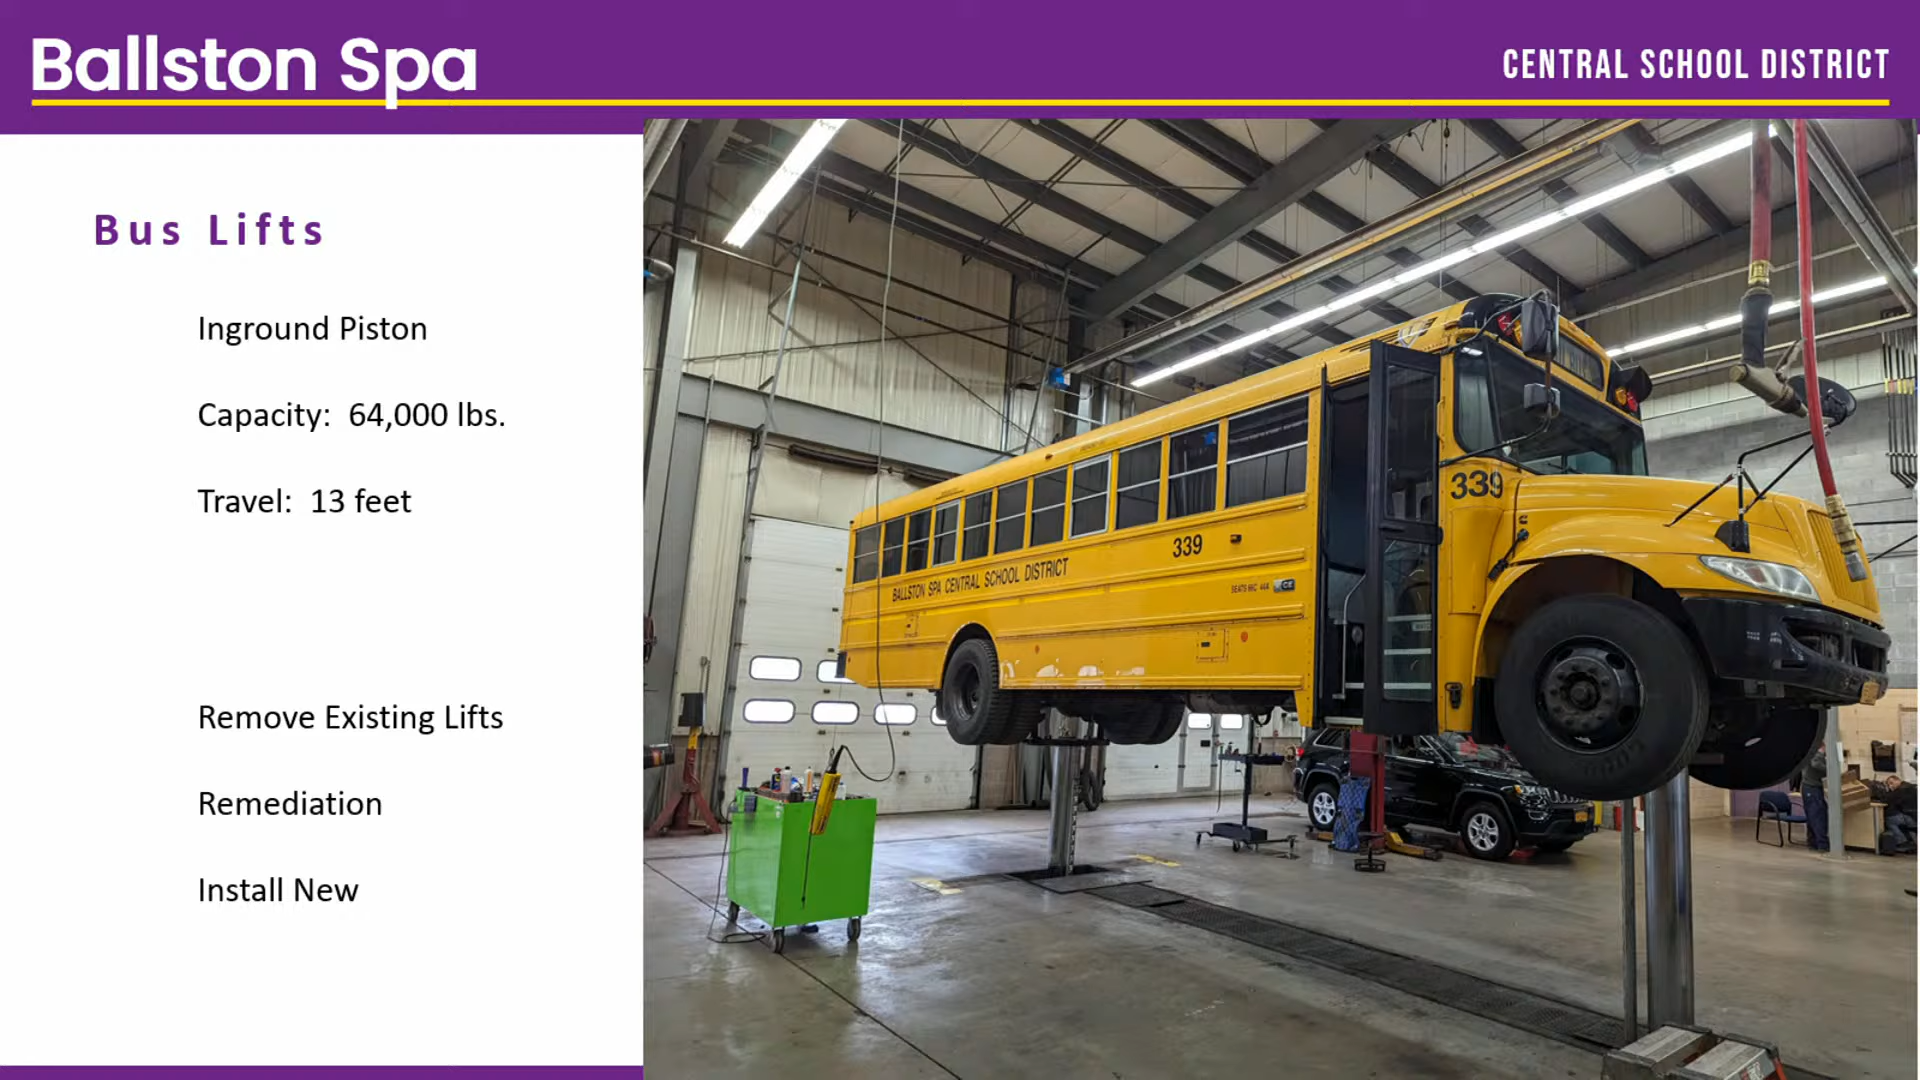 Ballston Spa
CENTRAL SCHOOL DISTRICT
Bus Lifts
Inground Piston
Capacity: 64,000 lbs.
Travel: 13 feet
Remove Existing Lifts
Remediation
Install New
339
339
BALLSTON SPA CENTRAL SCHOOL DISTRICT